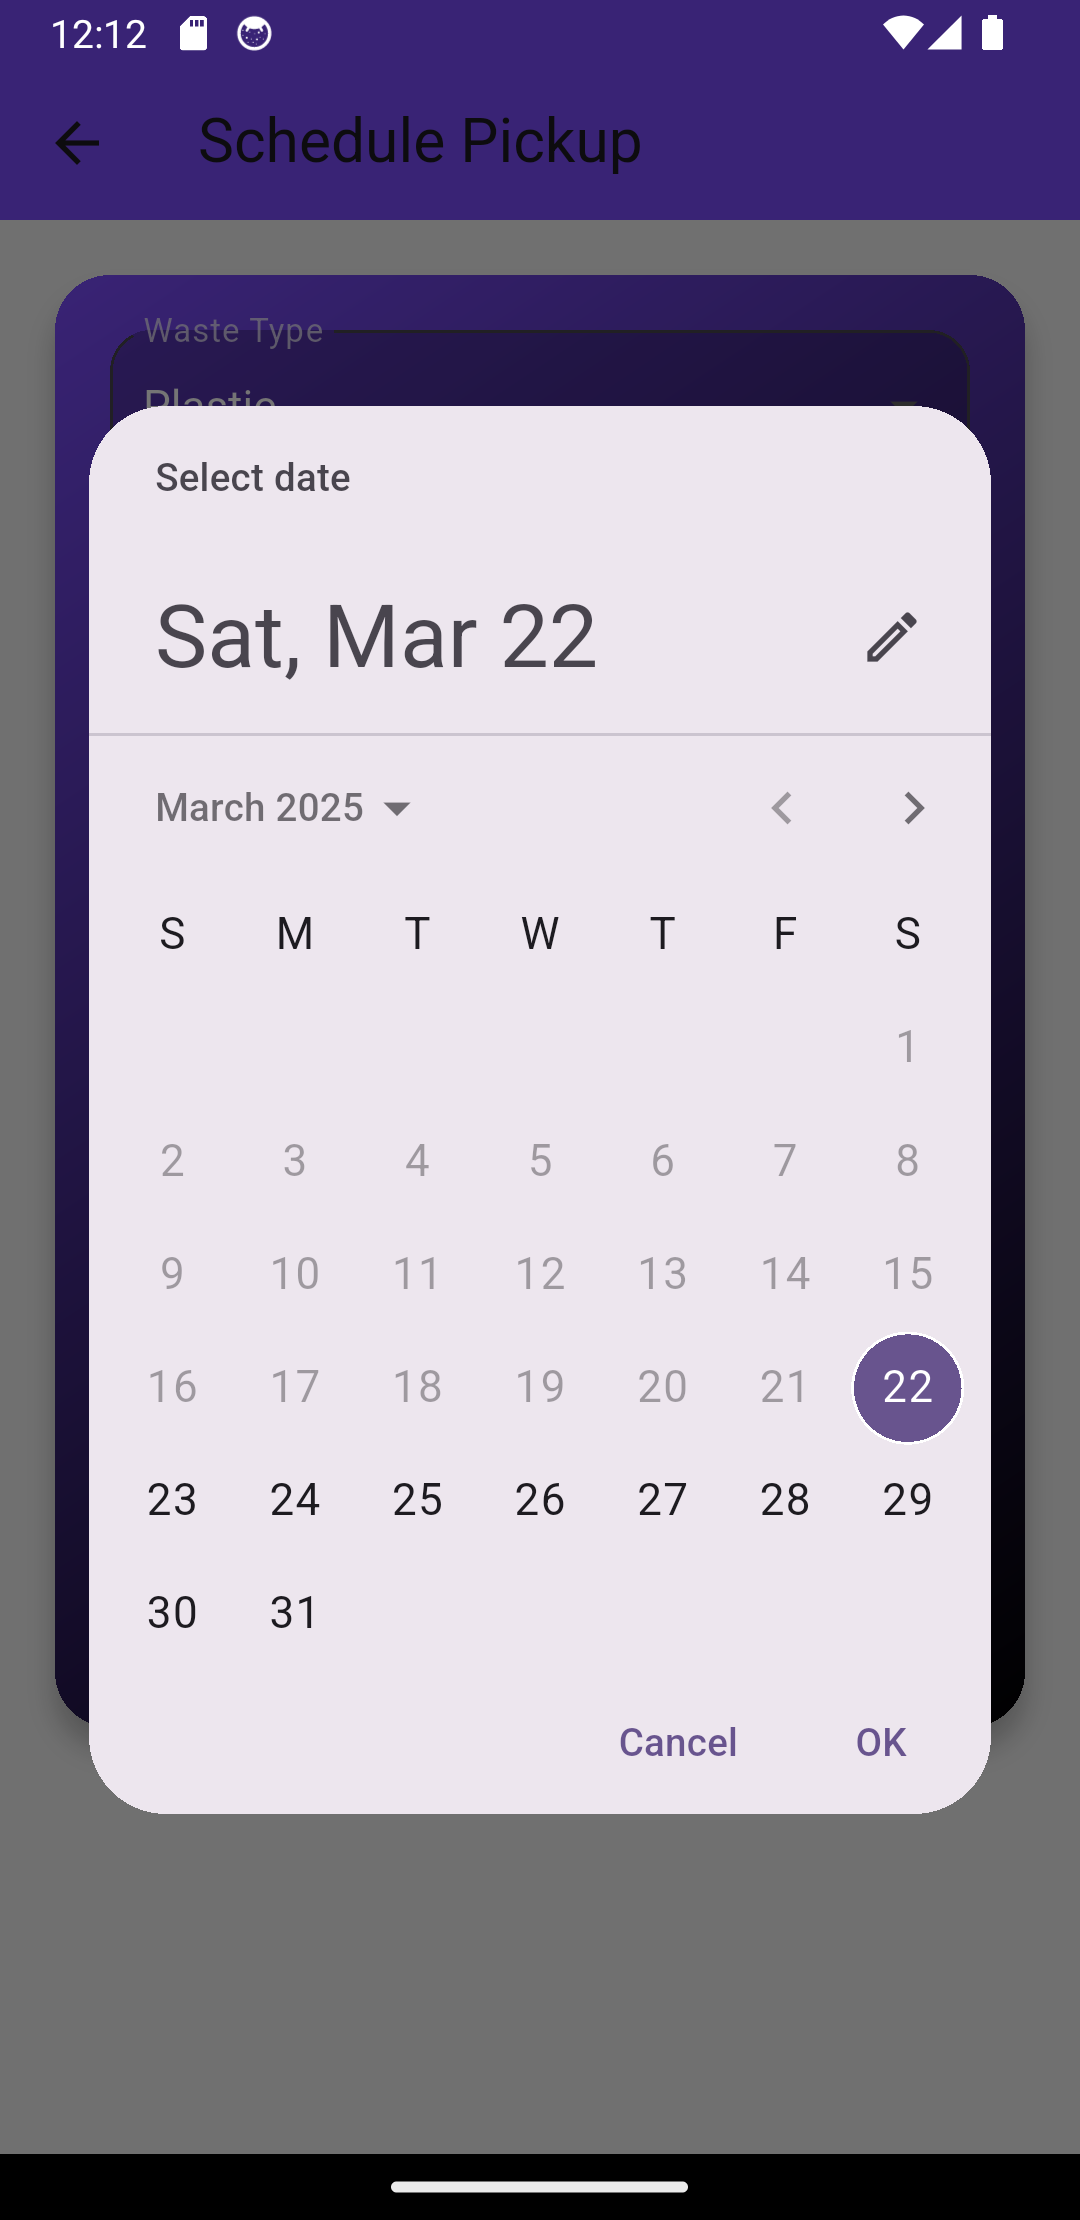 12:12
Schedule Pickup
Waste Type
Plastic
Select date
Sat, Mar 22
March 2025
S M T W T F S
1
2 3 4 5 6 7 8
9 10 11 12 13 14 15
16 17 18 19 20 21 22
23 24 25 26 27 28 29
30 31
Cancel OK